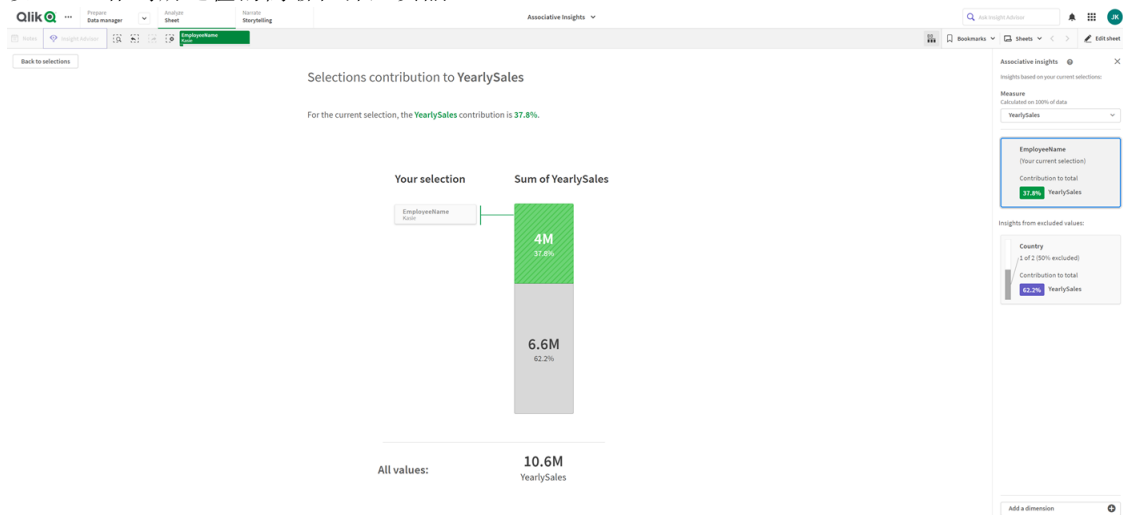 Qlik
Prepare
Data manager
Analyze
Sheet
Narrate
Storytelling
Associative Insights
Ask Insight Advisor
JK
Notes
Insight Advisor
EmployeeName
Kasie
Bookmarks
Sheets
Edit sheet
Back to selections
Selections contribution to YearlySales
For the current selection, the YearlySales contribution is 37.8%.
Your selection
Sum of YearlySales
EmployeeName
Kasie
4M
37.8%
6.6M
62.2%
All values:
10.6M
YearlySales
Associative insights
Insights based on your current selections:
Measure
Calculated on 100% of data
YearlySales
EmployeeName
(Your current selection)
Contribution to total
37.8% YearlySales
Insights from excluded values:
Country
1 of 2 (50% excluded)
Contribution to total
62.2% YearlySales
Add a dimension